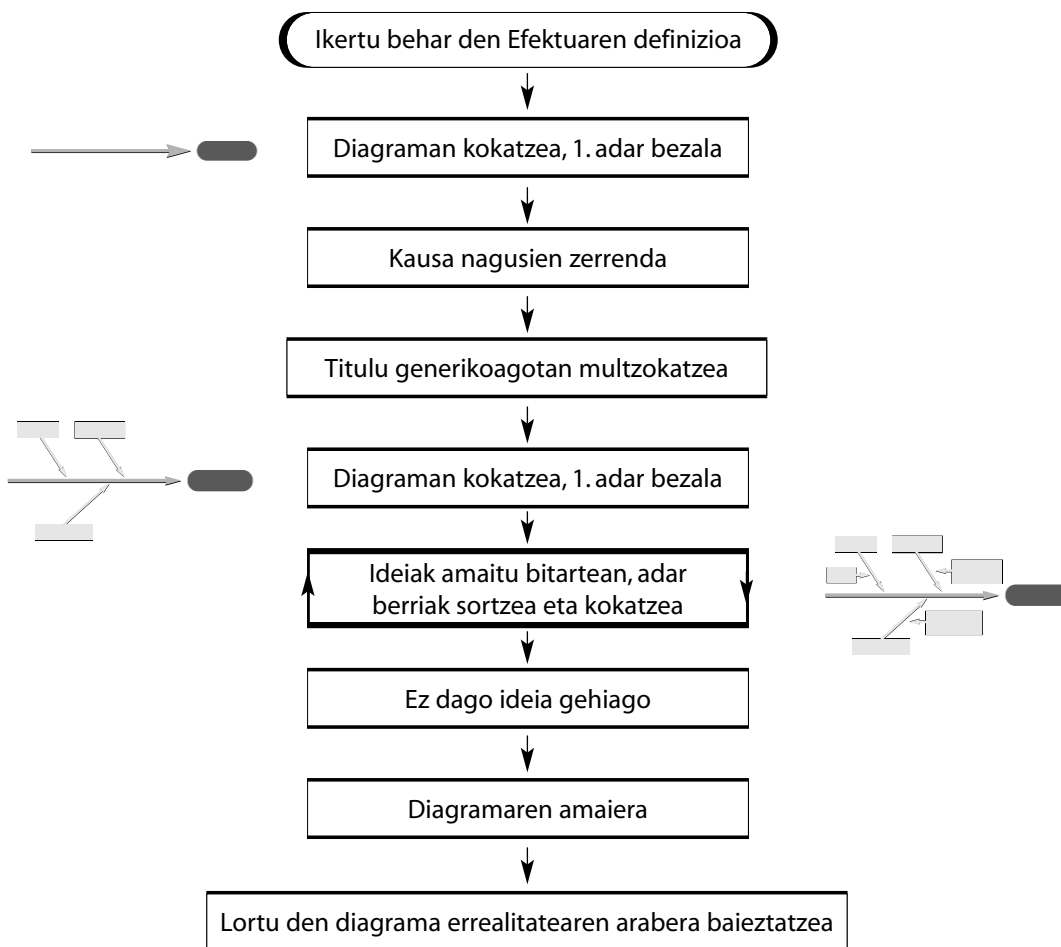 Ikertu behar den Efektuaren definizioa
Diagraman kokatzea, 1. adar bezala
Kausa nagusien zerrenda
Titulu generikoagotan multzokatzea
Diagraman kokatzea, 1. adar bezala
Ideiak amaitu bitartean, adar
berriak sortzea eta kokatzea
Ez dago ideia gehiago
Diagramaren amaiera
Lortu den diagrama errealitatearen arabera baieztatzea